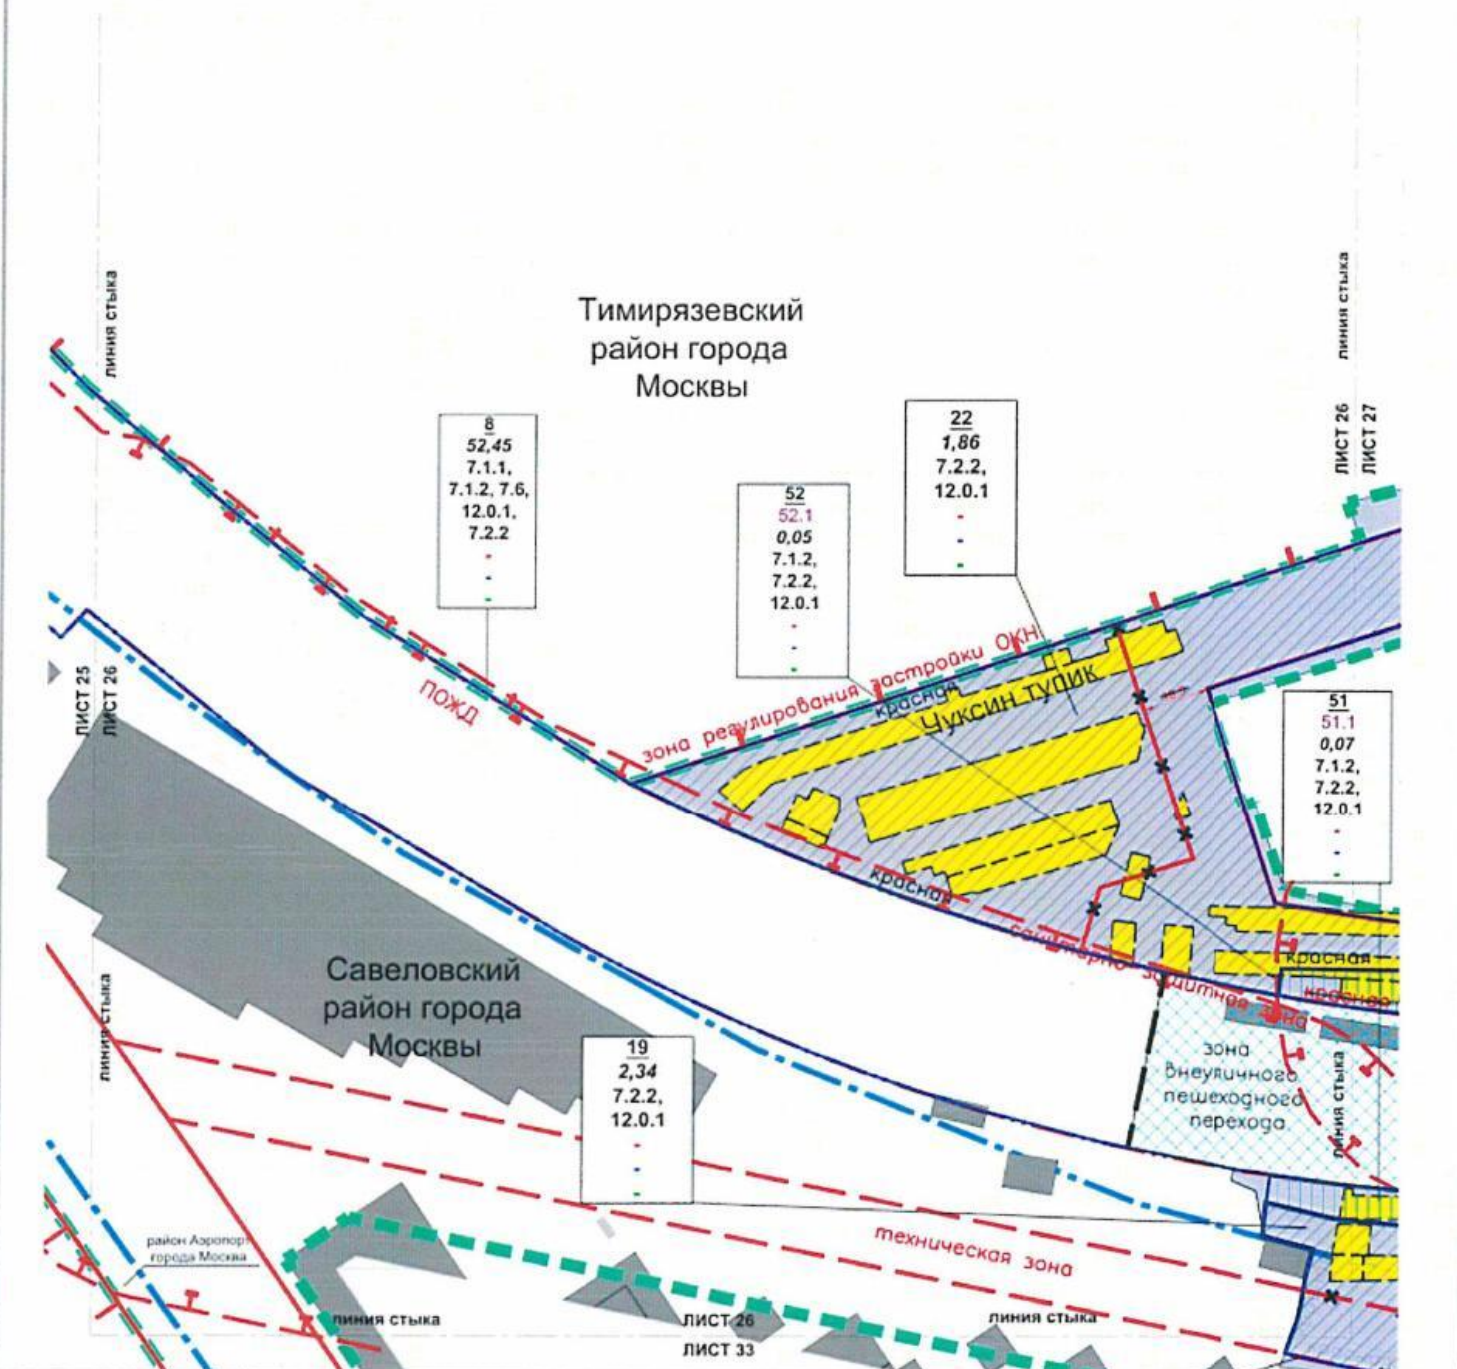 линия стыка
линия стыка
Тимирязевский
район города
Москвы
ЛИСТ 26
ЛИСТ 27
8
52,45
7.1.1,
7.1.2, 7.6,
12.0.1,
7.2.2
52
52.1
0,05
7.1.2,
7.2.2,
12.0.1
22
1,86
7.2.2,
12.0.1
ПОЖД
зона регулирования застройки ОКН
красная
Чуксин тупик
ЛИСТ 25
ЛИСТ 26
51
51.1
0,07
7.1.2,
7.2.2,
12.0.1
красная
санитарно-защитная зона
красная
красная
Савеловский
район города
Москвы
линия стыка
19
2,34
7.2.2,
12.0.1
зона
внеуличного
пешеходного
перехода
линия стыка
техническая зона
район Аэропорт
города Москва
линия стыка
ЛИСТ 26
линия стыка
ЛИСТ 33